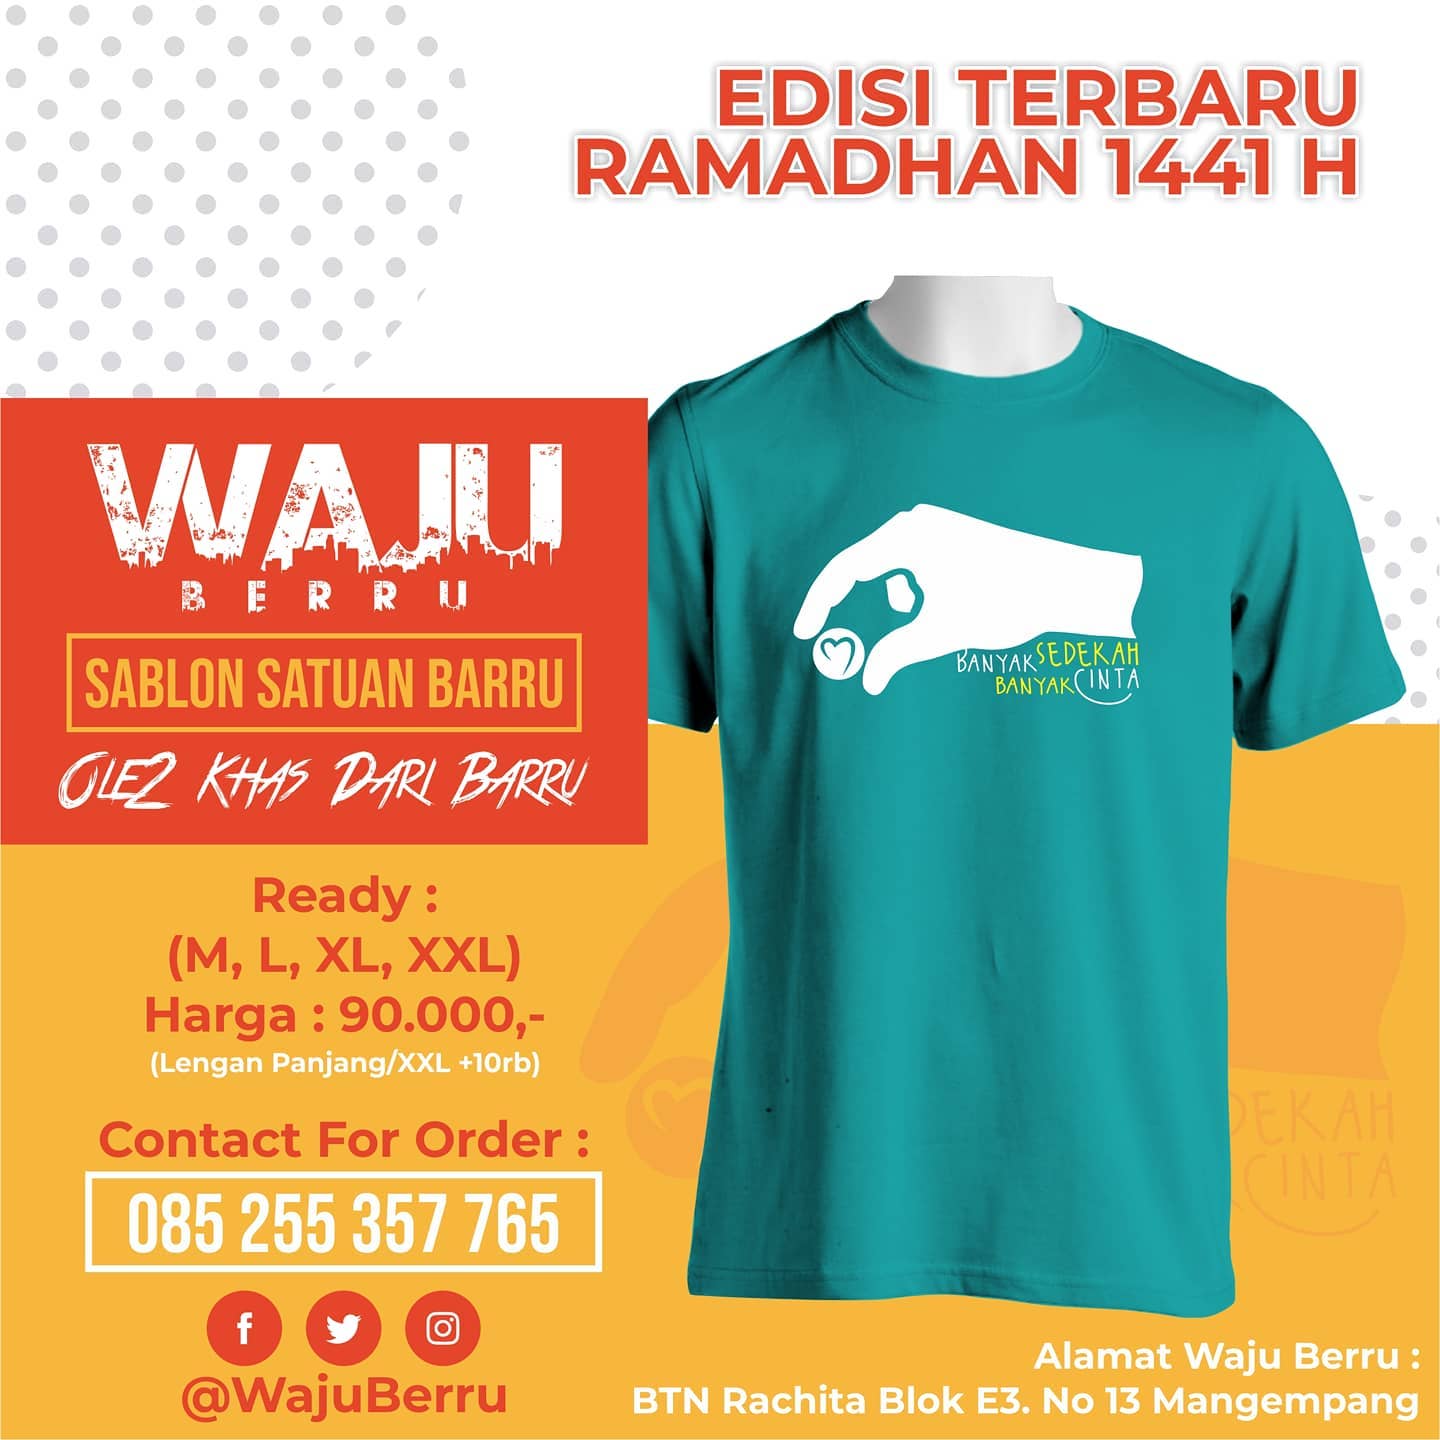 EDISI TERBARU
RAMADHAN 1441 H
WAJU
BERRU
SABLON SATUAN BARRU
OLE2 KHAS DARI BARRU
BANYAK SEDEKAH
BANYAK CINTA
Ready :
(M, L, XL, XXL)
Harga : 90.000,-
(Lengan Panjang/XXL +10rb)
Contact For Order :
085 255 357 765
@WajuBerru
DEKAH
CINTA
Alamat Waju Berru :
BTN Rachita Blok E3. No 13 Mangempang